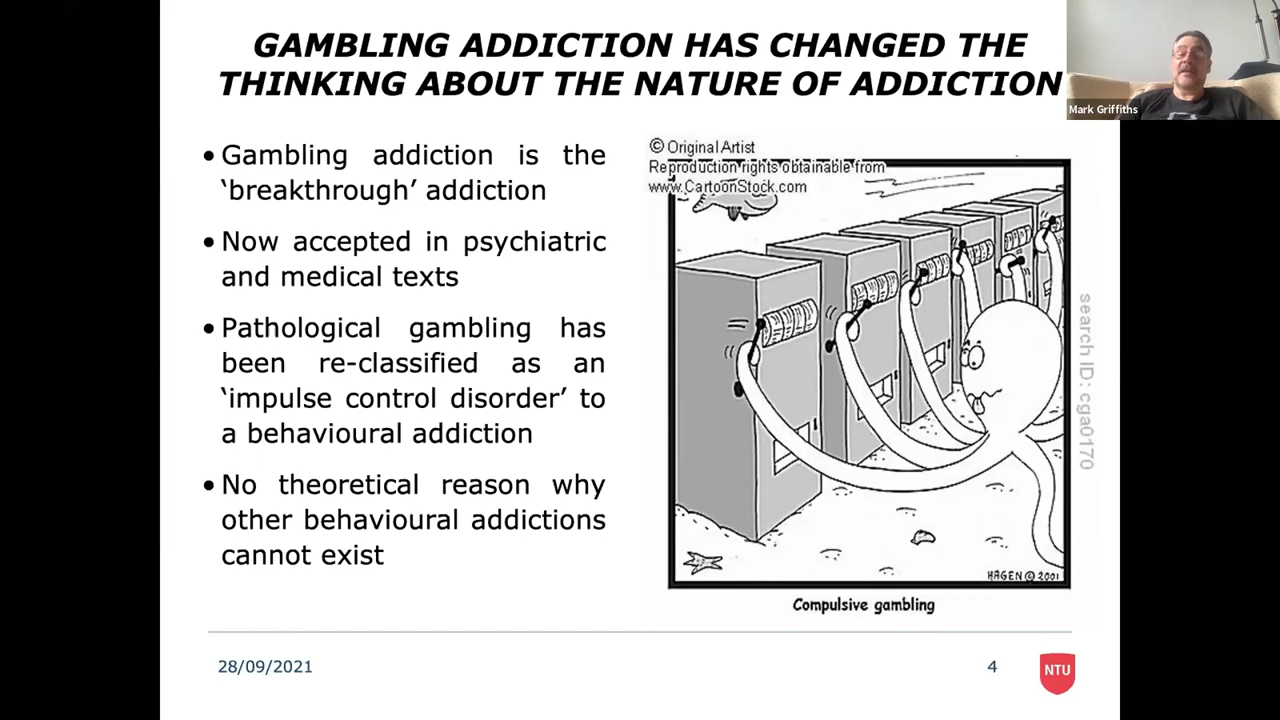 GAMBLING ADDICTION HAS CHANGED THE
THINKING ABOUT THE NATURE OF ADDICTION
Mark Griffiths
• Gambling addiction is the
‘breakthrough’ addiction
• Now accepted in psychiatric
and medical texts
• Pathological gambling has
been re-classified as an
‘impulse control disorder’ to
a behavioural addiction
• No theoretical reason why
other behavioural addictions
cannot exist
© Original Artist
Reproduction rights obtainable from
www.CartoonStock.com
search ID: cga0170
HAGEN © 2001
Compulsive gambling
28/09/2021
4
NTU